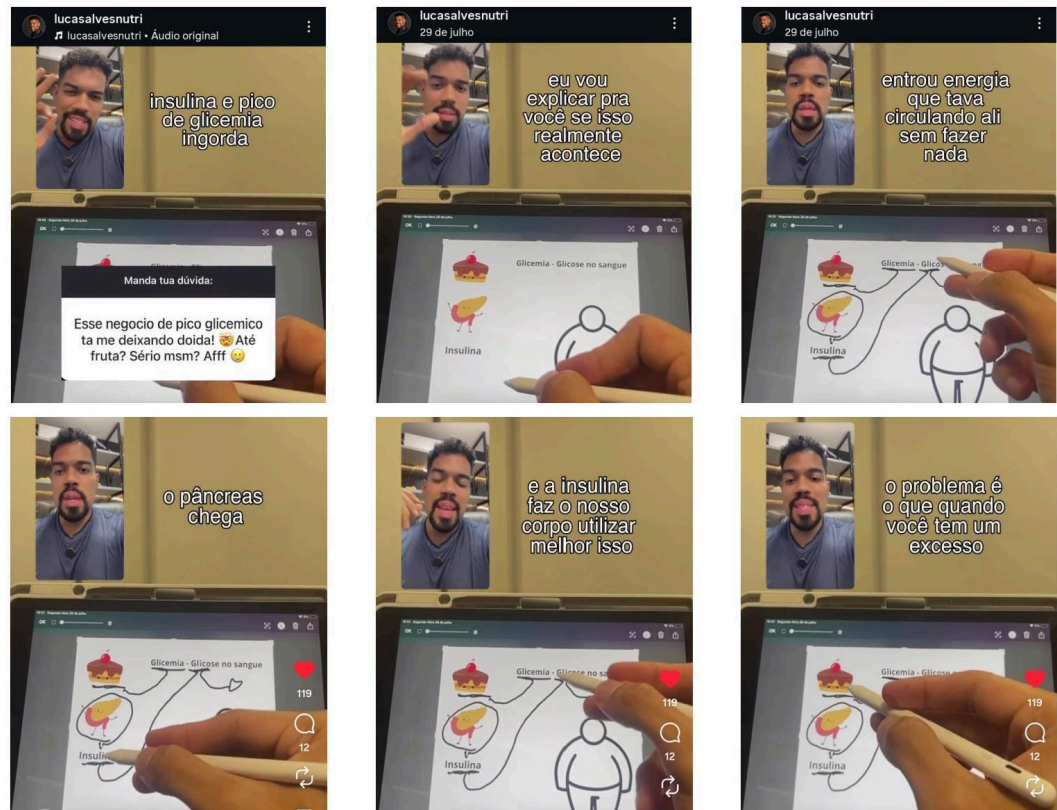 lucasalvesnutri
lucasalvesnutri • Áudio original
insulina e pico
de glicemia
ingorda
Manda tua dúvida:
Esse negocio de pico glicemico
ta me deixando doida! 🤯 Até
fruta? Sério msm? Afff 🥲
lucasalvesnutri
29 de julho
eu vou
explicar pra
você se isso
realmente
acontece
Glicemia - Glicose no sangue
Insulina
lucasalvesnutri
29 de julho
entrou energia
que tava
circulando ali
sem fazer
nada
Glicemia - Glicos
Insulina
o pâncreas
chega
Glicemia - Glicose no sangue
Insulin
119
12
e a insulina
faz o nosso
corpo utilizar
melhor isso
Glicemia - Glicose no sa
Insulina
119
12
o problema é
o que quando
você tem um
excesso
Glicemia - Glicose
Insulina
119
12